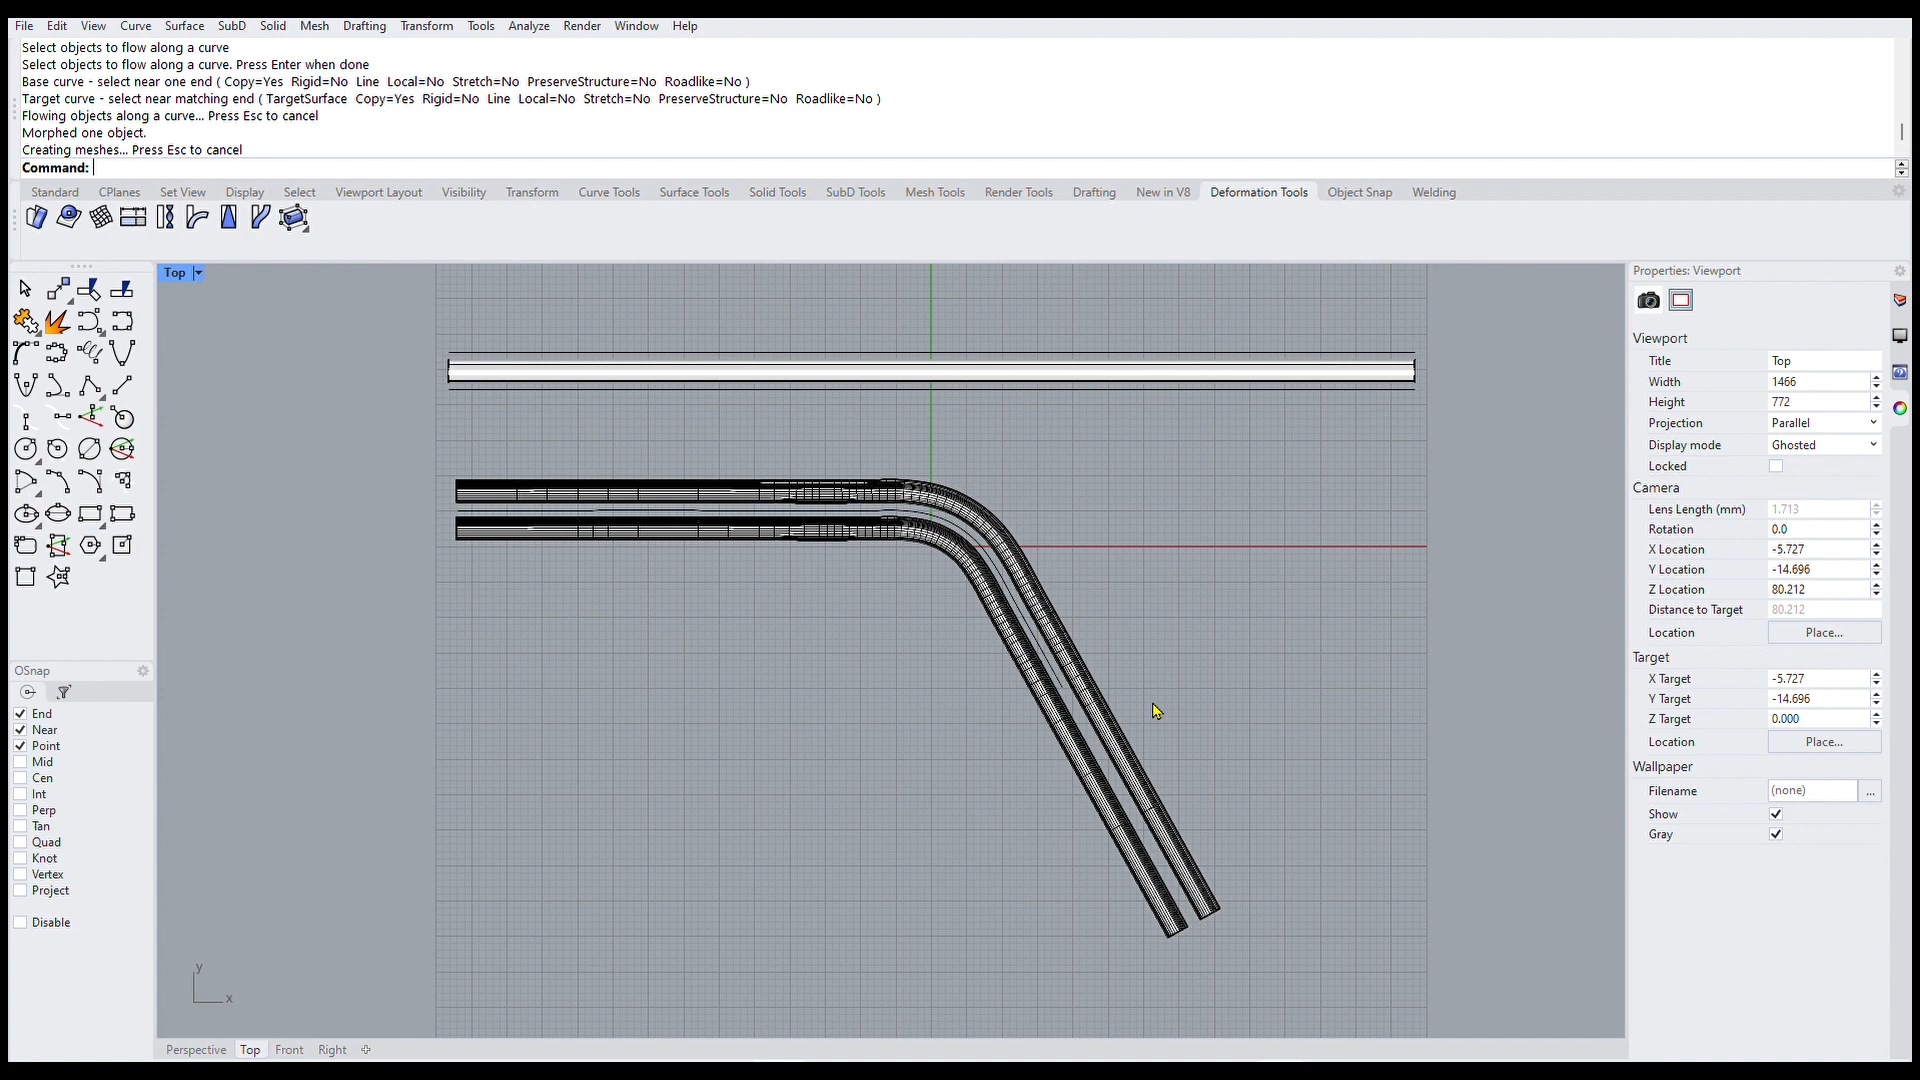 File Edit View Curve Surface SubD Solid Mesh Drafting Transform Tools Analyze Render Window Help
Select objects to flow along a curve
Select objects to flow along a curve. Press Enter when done
Base curve - select near one end ( Copy=Yes Rigid=No Line Local=No Stretch=No PreserveStructure=No Roadlike=No )
Target curve - select near matching end ( TargetSurface Copy=Yes Rigid=No Line Local=No Stretch=No PreserveStructure=No Roadlike=No )
Flowing objects along a curve... Press Esc to cancel
Morphed one object.
Creating meshes... Press Esc to cancel
Command:
Standard CPlanes Set View Display Select Viewport Layout Visibility Transform Curve Tools Surface Tools Solid Tools SubD Tools Mesh Tools Render Tools Drafting New in V8 Deformation Tools Object Snap Welding
Top
OSnap
End
Near
Point
Mid
Cen
Int
Perp
Tan
Quad
Knot
Vertex
Project
Disable
y
x
Perspective Top Front Right
Properties: Viewport
Viewport
Title Top
Width 1466
Height 772
Projection Parallel
Display mode Ghosted
Locked
Camera
Lens Length (mm) 1.713
Rotation 0.0
X Location -5.727
Y Location -14.696
Z Location 80.212
Distance to Target 80.212
Location Place...
Target
X Target -5.727
Y Target -14.696
Z Target 0.000
Location Place...
Wallpaper
Filename (none) ...
Show
Gray